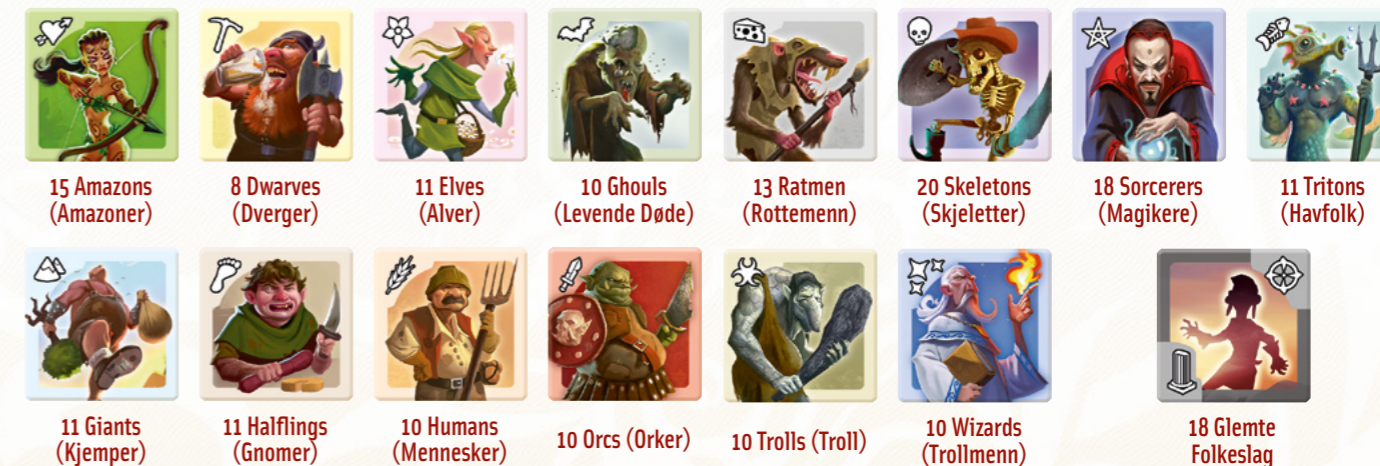 15 Amazons
(Amazoner)
8 Dwarves
(Dverger)
11 Elves
(Alver)
10 Ghouls
(Levende Døde)
13 Ratmen
(Rottemenn)
20 Skeletons
(Skjeletter)
18 Sorcerers
(Magikere)
11 Tritons
(Havfolk)
11 Giants
(Kjemper)
11 Halflings
(Gnomer)
10 Humans
(Mennesker)
10 Orcs (Orker)
10 Trolls (Troll)
10 Wizards
(Trollmenn)
18 Glemte
Folkeslag